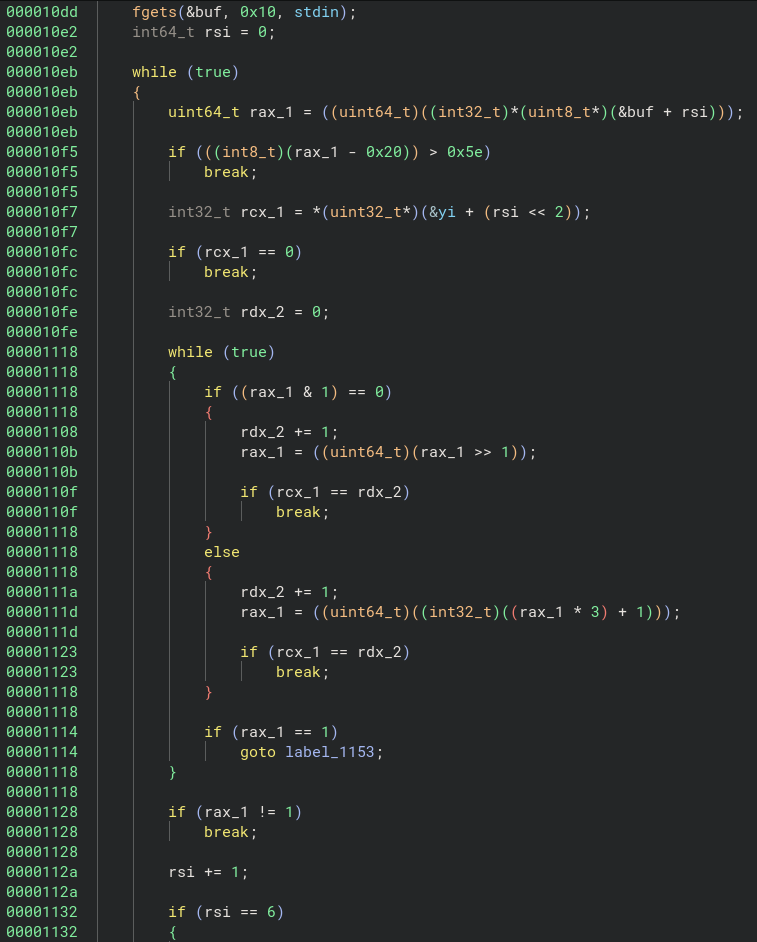 000010dd fgets(&buf, 0x10, stdin);
000010e2 int64_t rsi = 0;
000010e2
000010eb while (true)
000010eb {
000010eb uint64_t rax_1 = ((uint64_t)((int32_t)*(uint8_t*)(&buf + rsi)));
000010eb
000010f5 if (((int8_t)(rax_1 - 0x20)) > 0x5e)
000010f5 break;
000010f5
000010f7 int32_t rcx_1 = *(uint32_t*)(&yi + (rsi << 2));
000010f7
000010fc if (rcx_1 == 0)
000010fc break;
000010fc
000010fe int32_t rdx_2 = 0;
000010fe
00001118 while (true)
00001118 {
00001118 if ((rax_1 & 1) == 0)
00001118 {
00001108 rdx_2 += 1;
0000110b rax_1 = ((uint64_t)(rax_1 >> 1));
0000110b
0000110f if (rcx_1 == rdx_2)
0000110f break;
00001118 }
00001118 else
00001118 {
0000111a rdx_2 += 1;
0000111d rax_1 = ((uint64_t)((int32_t)((rax_1 * 3) + 1)));
0000111d
00001123 if (rcx_1 == rdx_2)
00001123 break;
00001118 }
00001118
00001114 if (rax_1 == 1)
00001114 goto label_1153;
00001118 }
00001118
00001128 if (rax_1 != 1)
00001128 break;
00001128
0000112a rsi += 1;
0000112a
00001132 if (rsi == 6)
00001132 {